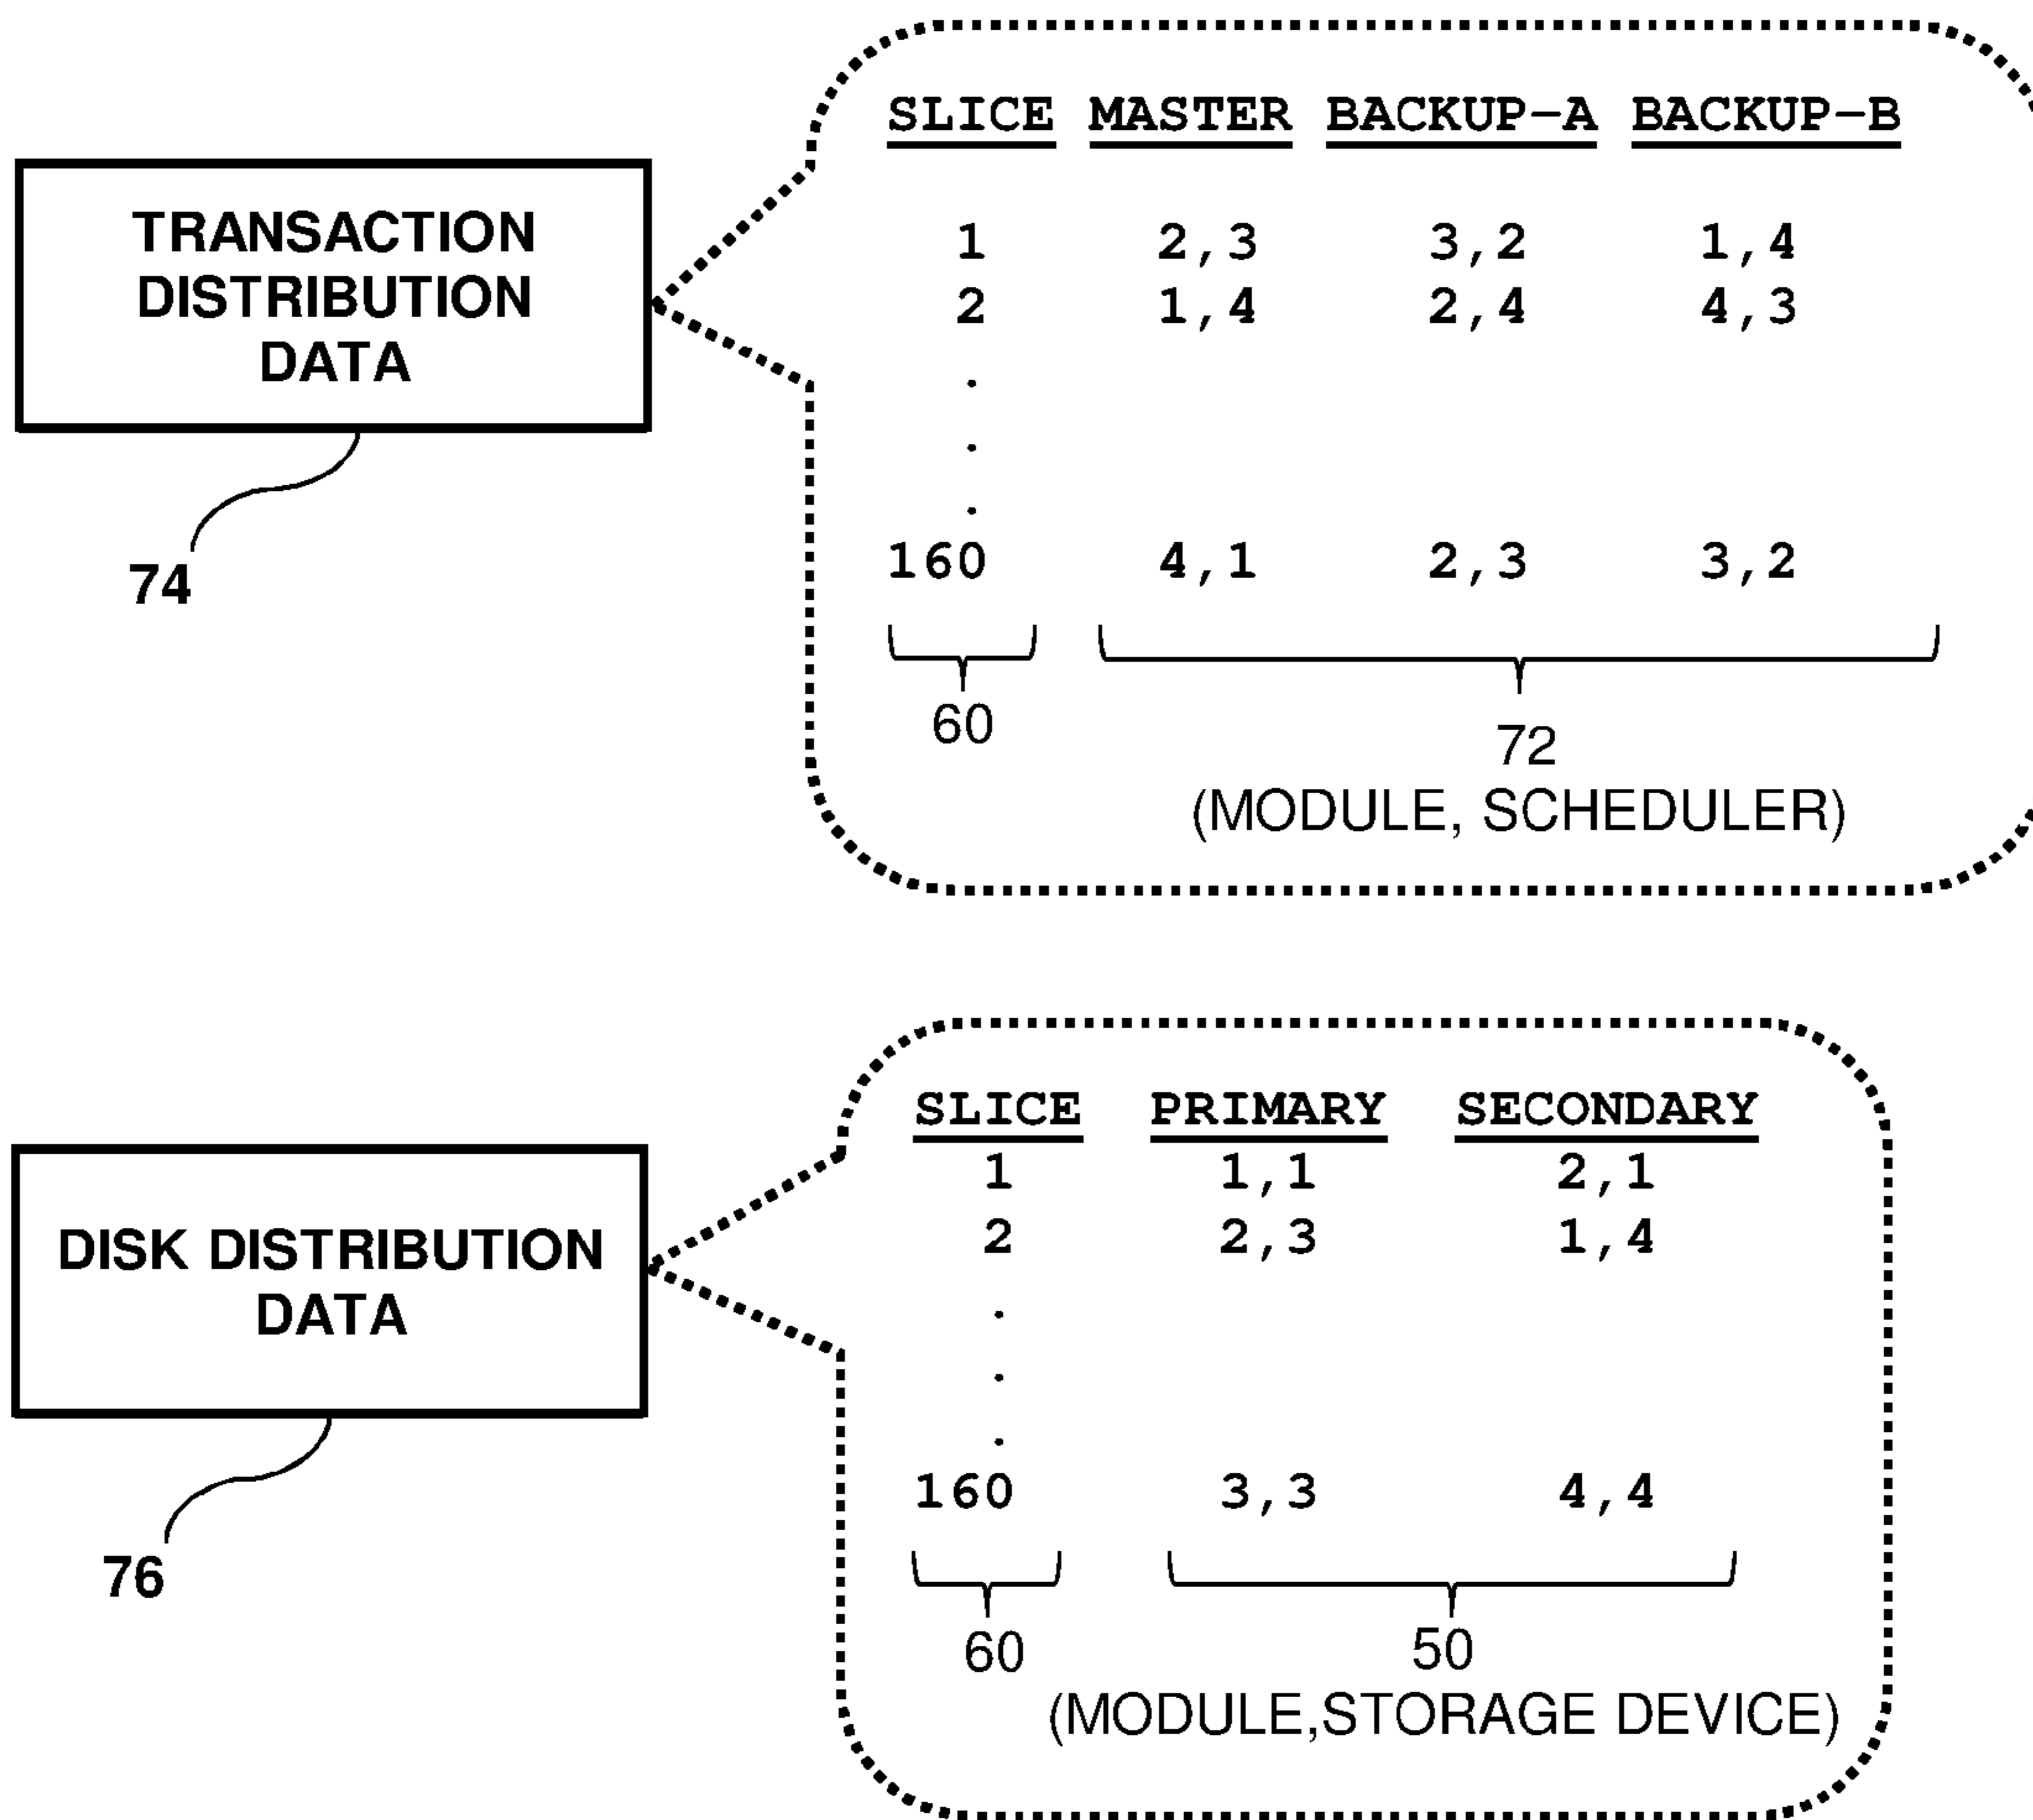 TRANSACTION
DISTRIBUTION
DATA
74
SLICE MASTER BACKUP-A BACKUP-B
1 2,3 3,2 1,4
2 1,4 2,4 4,3
.
.
.
160 4,1 2,3 3,2
60
72
(MODULE, SCHEDULER)
DISK DISTRIBUTION
DATA
76
SLICE PRIMARY SECONDARY
1 1,1 2,1
2 2,3 1,4
.
.
.
160 3,3 4,4
60
50
(MODULE,STORAGE DEVICE)